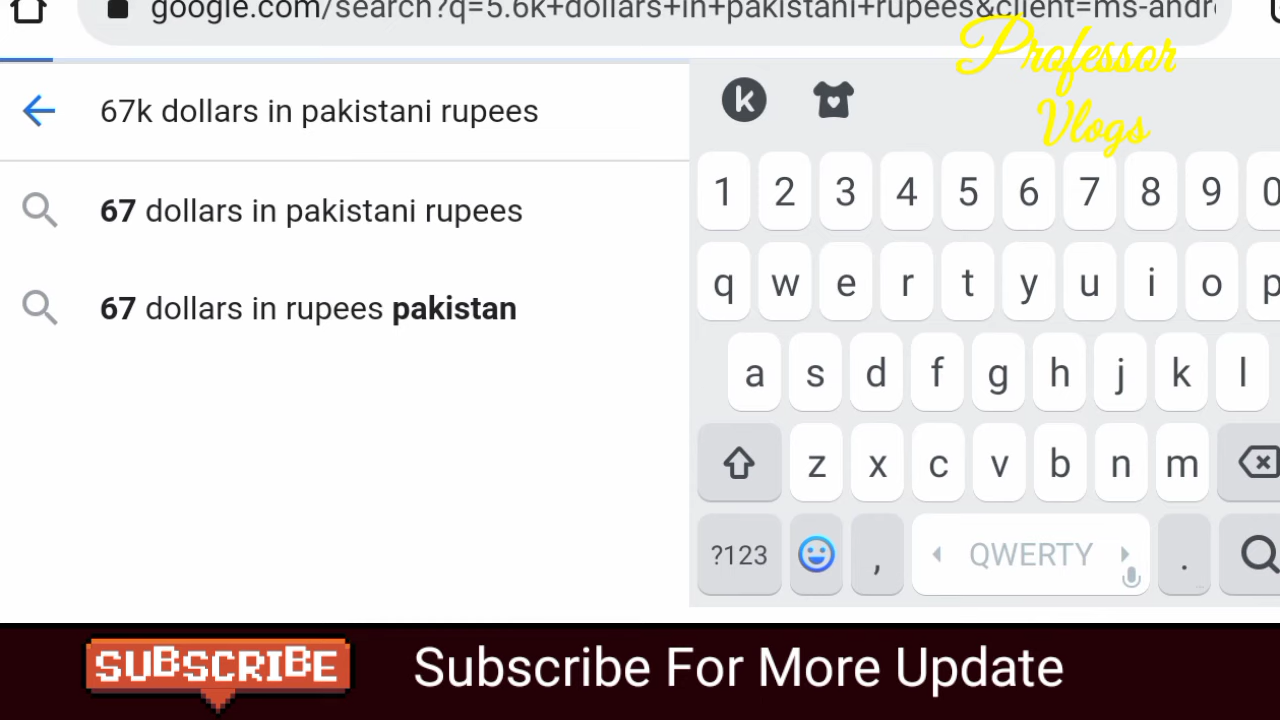 google.com/search?q=5.6k+dollars+in+pakistani+rupees&client=ms-andr
Professor
Vlogs
67k dollars in pakistani rupees
67 dollars in pakistani rupees
67 dollars in rupees pakistan
k
1 2 3 4 5 6 7 8 9 0
q w e r t y u i o p
a s d f g h j k l
z x c v b n m
?123 , QWERTY .
SUBSCRIBE Subscribe For More Update